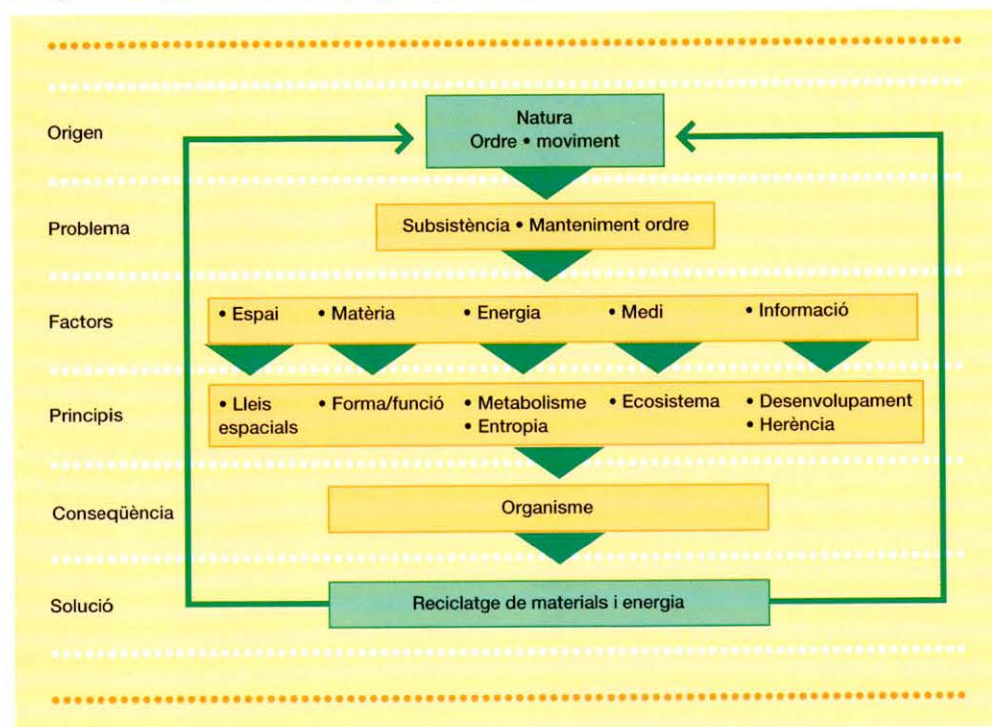 Origen
Natura
Ordre • moviment
Problema
Subsistència • Manteniment ordre
Factors
• Espai • Matèria • Energia • Medi • Informació
Principis
• Lleis espacials
• Forma/funció
• Metabolisme
• Entropia
• Ecosistema
• Desenvolupament
• Herència
Conseqüència
Organisme
Solució
Reciclatge de materials i energia